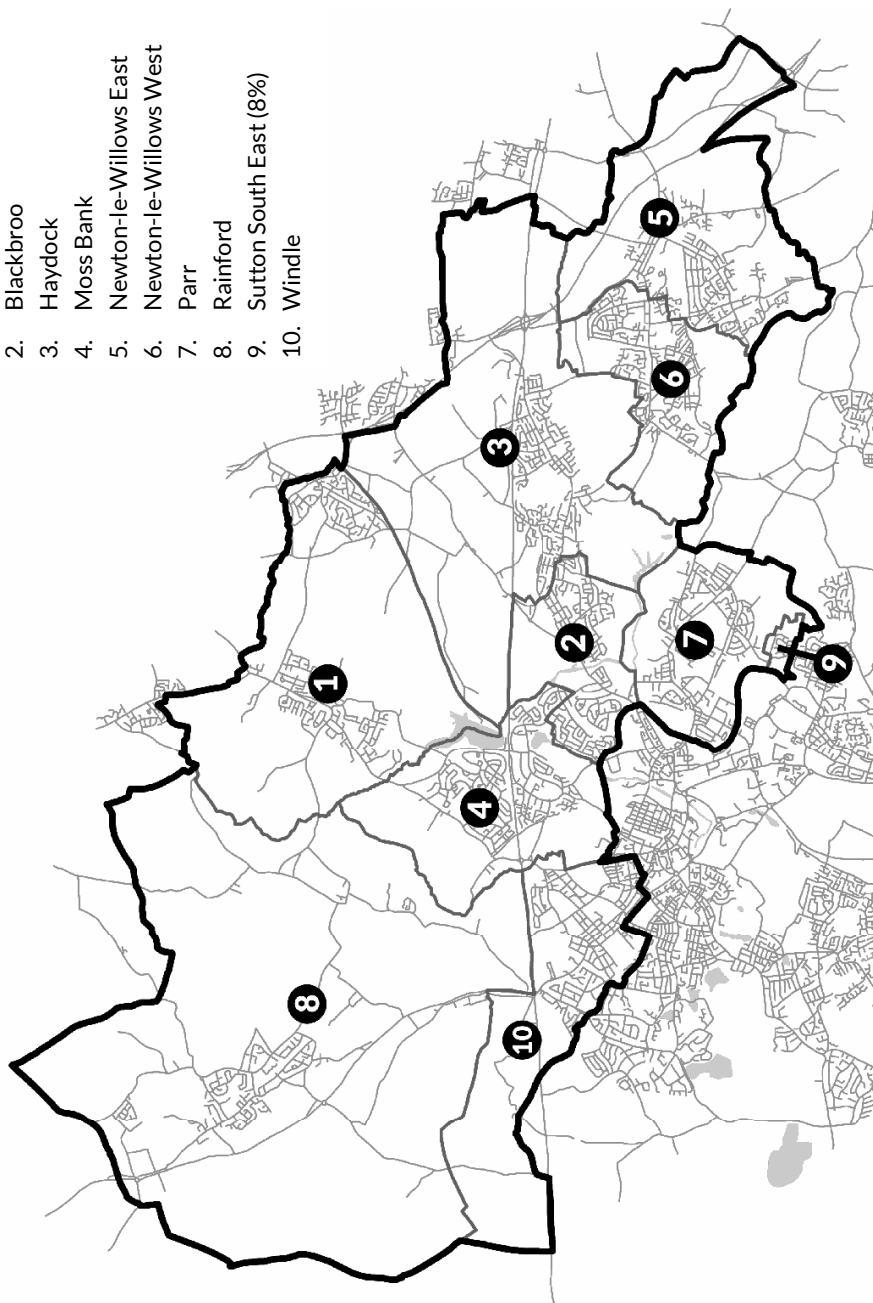 2. Blackbroo
3. Haydock
4. Moss Bank
5. Newton-le-Willows East
6. Newton-le-Willows West
7. Parr
8. Rainford
9. Sutton South East (8%)
10. Windle
1
2
3
4
5
6
7
8
9
10